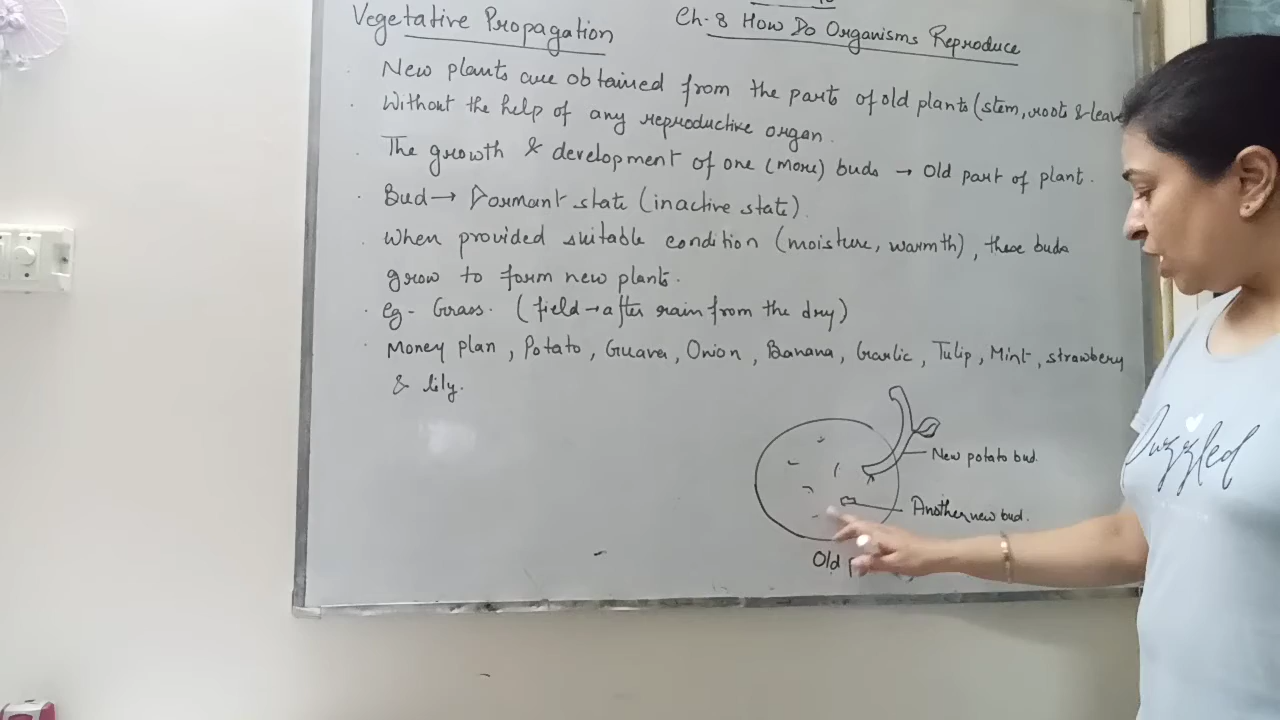 Vegetative Propagation
Ch-8 How Do Organisms Reproduce
. New plants are obtained from the parts of old plants (stem, roots & leave
. Without the help of any reproductive organ.
. The growth & development of one (more) buds → Old part of plant.
. Bud → Dormant state (inactive state).
. When provided suitable condition (moisture, warmth), these buds
grow to form new plants.
. eg - Grass. (field → after rain from the dry)
. Money plan, Potato, Guava, Onion, Banana, Garlic, Tulip, Mint, strawbery
& lily.
New potato bud.
Another new bud.
Old
Duzzled